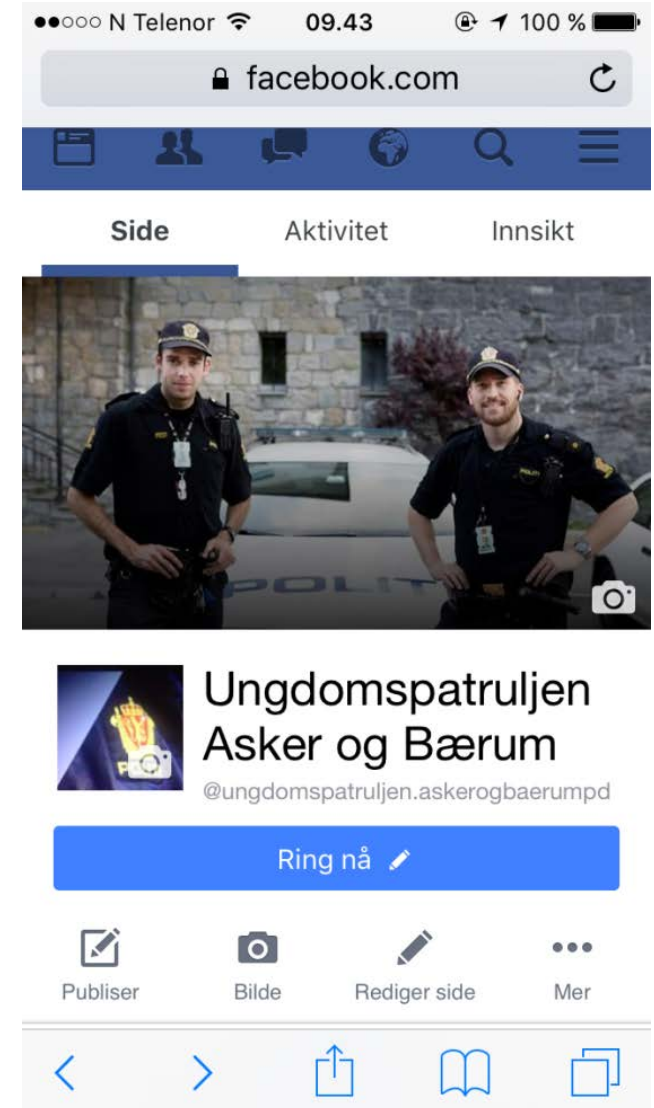 N Telenor 09.43 100 %
facebook.com
Side Aktivitet Innsikt
POLIT
Ungdomspatruljen
Asker og Bærum
@ungdomspatruljen.askerogbaerumpd
Ring nå
Publiser Bilde Rediger side Mer